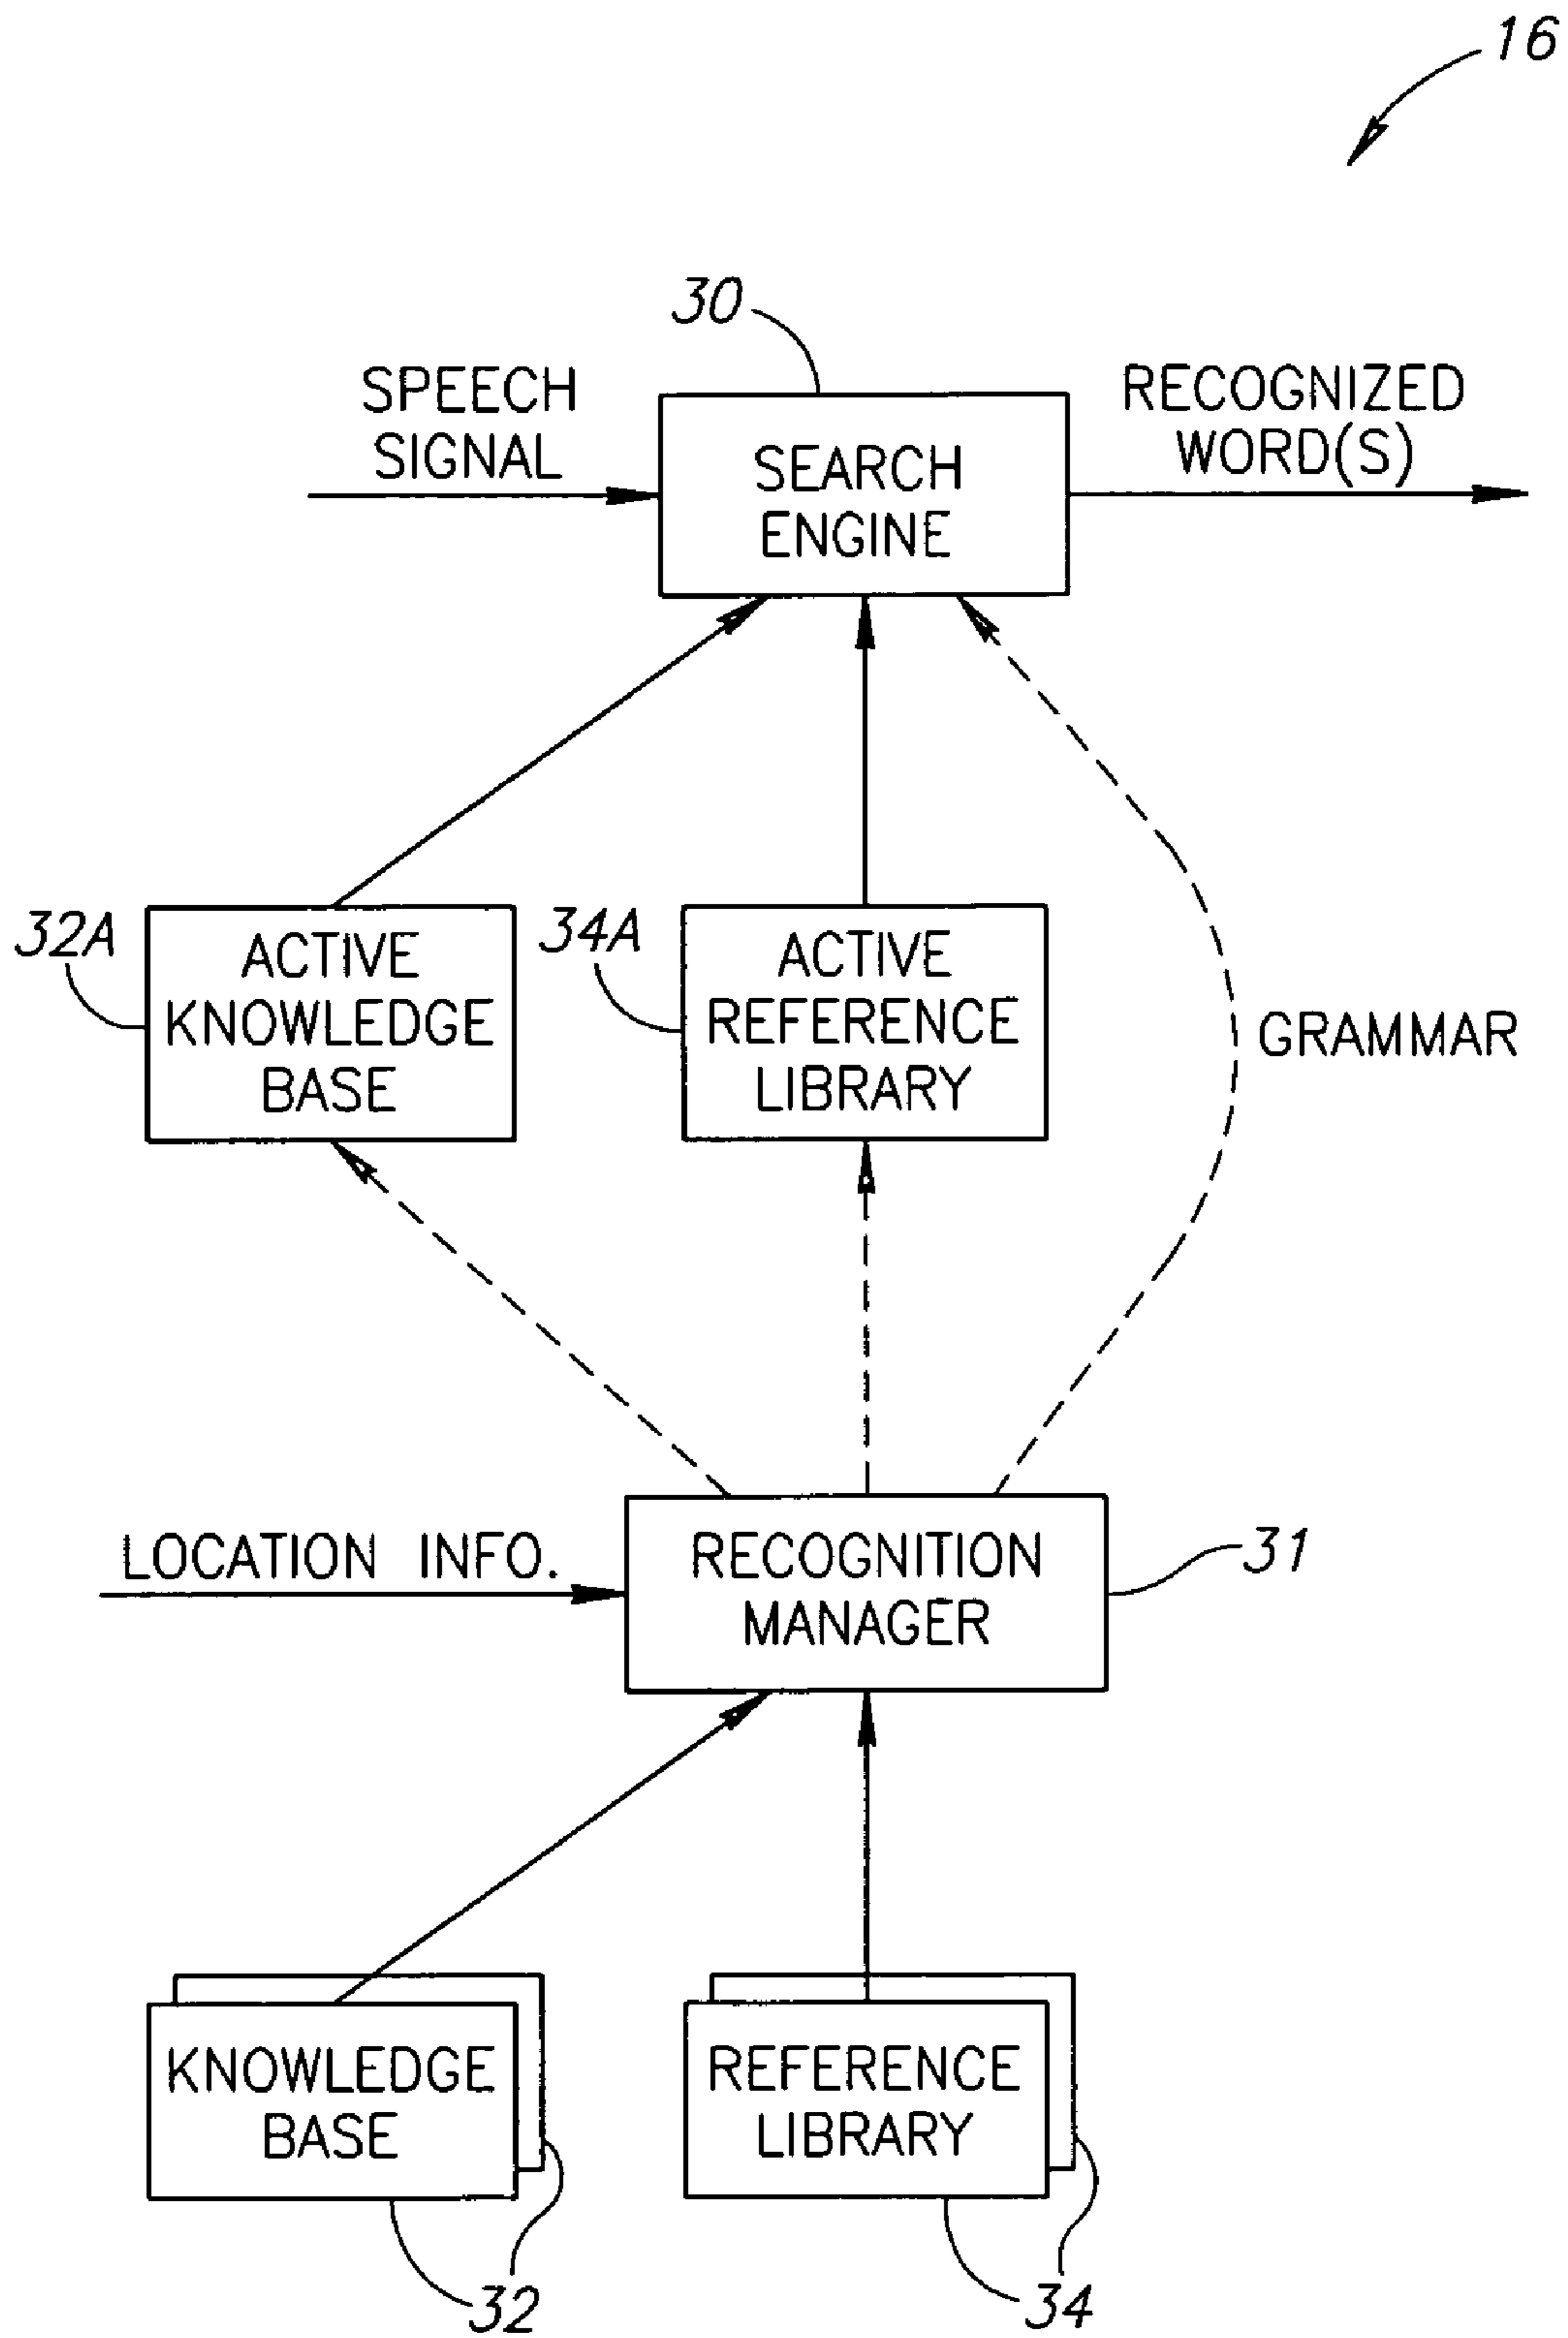 16
30
SPEECH
SIGNAL
RECOGNIZED
WORD(S)
SEARCH
ENGINE
32A
ACTIVE
KNOWLEDGE
BASE
34A
ACTIVE
REFERENCE
LIBRARY
GRAMMAR
LOCATION INFO.
RECOGNITION
MANAGER
31
KNOWLEDGE
BASE
REFERENCE
LIBRARY
32
34